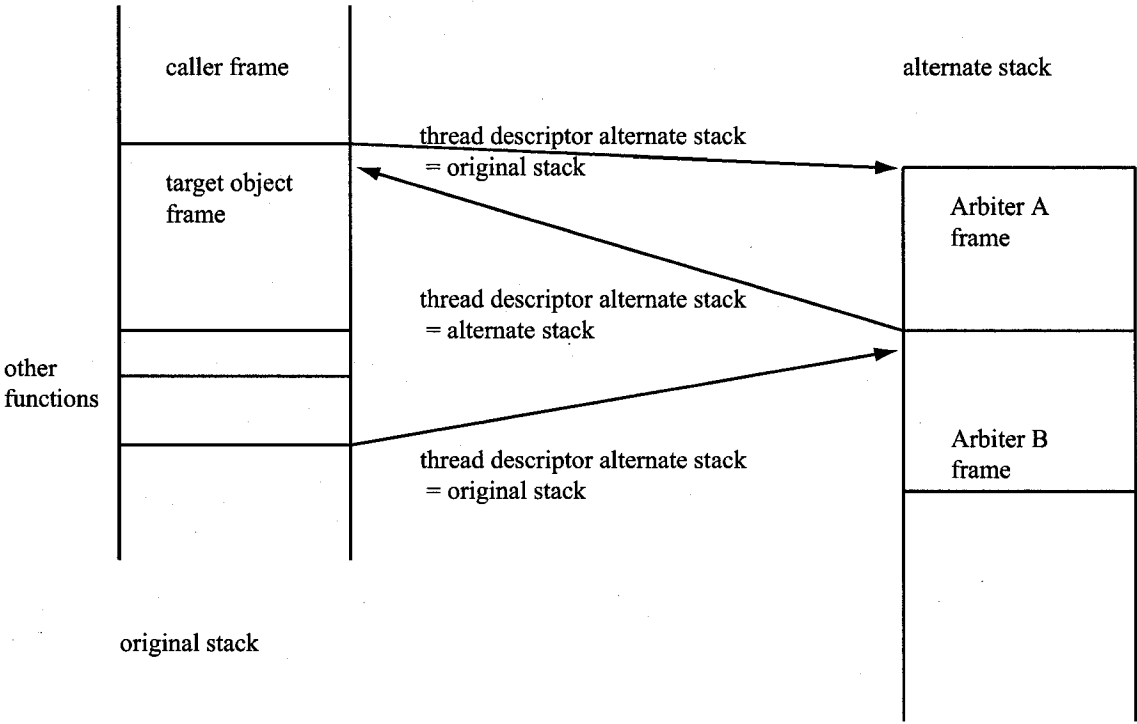 caller frame
alternate stack
thread descriptor alternate stack
= original stack
target object
frame
Arbiter A
frame
thread descriptor alternate stack
= alternate stack
other
functions
Arbiter B
frame
thread descriptor alternate stack
= original stack
original stack